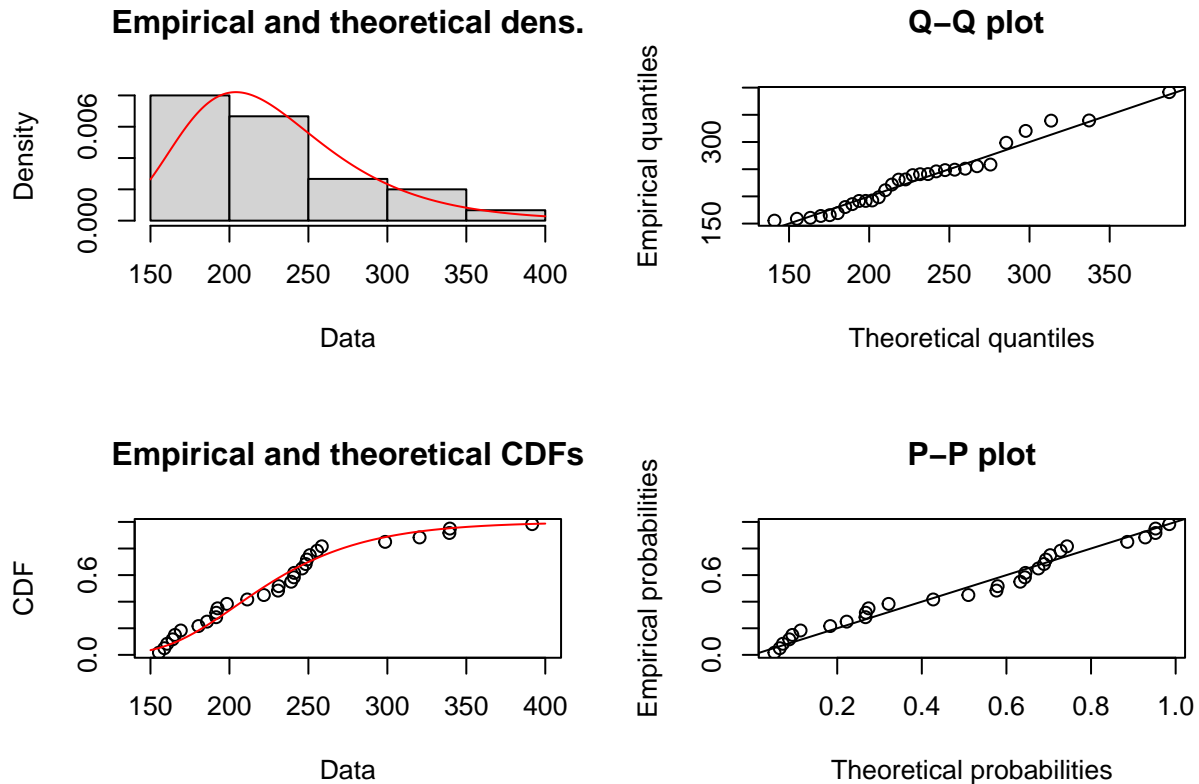 Empirical and theoretical dens.
Density
0.000 0.006
150 200 250 300 350 400
Data
Q−Q plot
Empirical quantiles
150 300
150 200 250 300 350
Theoretical quantiles
Empirical and theoretical CDFs
CDF
0.0 0.6
150 200 250 300 350 400
Data
P−P plot
Empirical probabilities
0.0 0.6
0.2 0.4 0.6 0.8 1.0
Theoretical probabilities